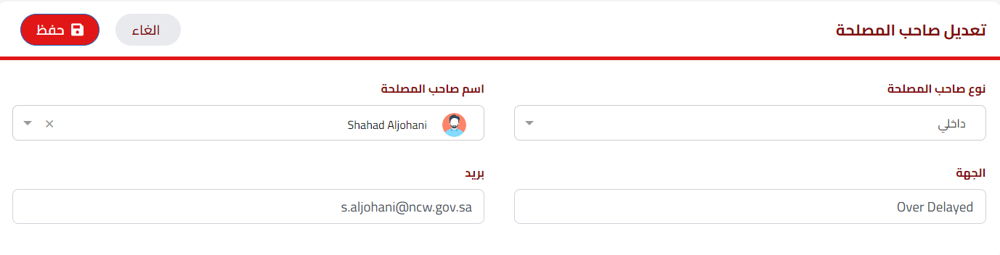 تعديل صاحب المصلحة
الغاء
حفظ
نوع صاحب المصلحة
اسم صاحب المصلحة
داخلي
Shahad Aljohani
الجهة
بريد
Over Delayed
s.aljohani@ncw.gov.sa